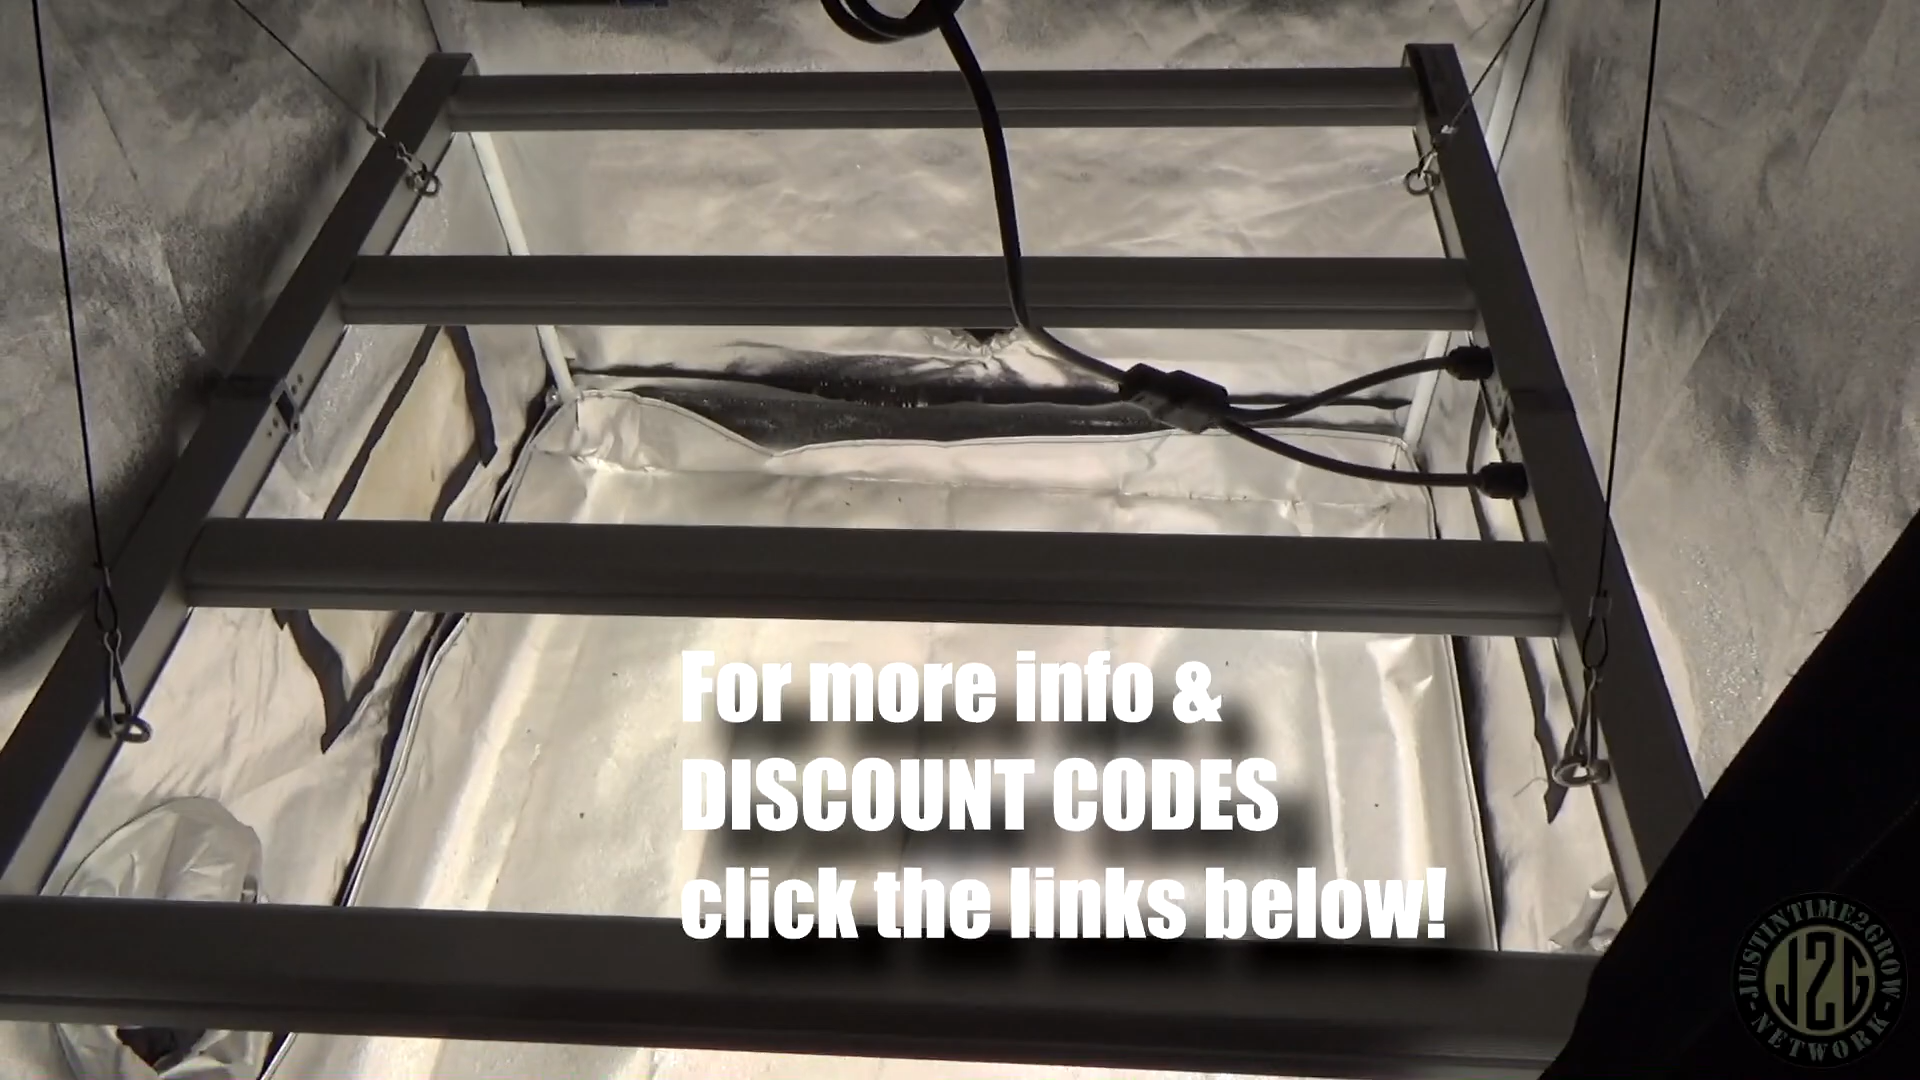 For more info &
DISCOUNT CODES
click the links below!
JUSTINTIME2GROW
J2G
NETWORK